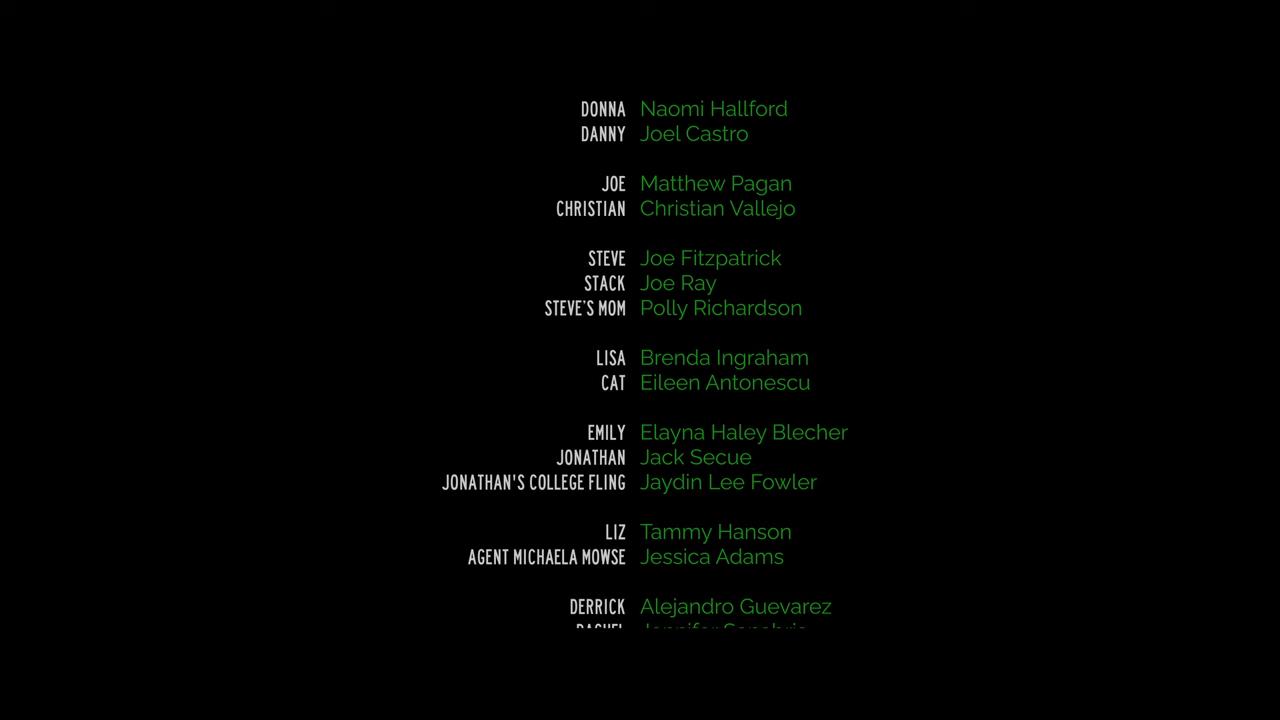 DONNA Naomi Hallford
DANNY Joel Castro
JOE Matthew Pagan
CHRISTIAN Christian Vallejo
STEVE Joe Fitzpatrick
STACK Joe Ray
STEVE'S MOM Polly Richardson
LISA Brenda Ingraham
CAT Eileen Antonescu
EMILY Elayna Haley Blecher
JONATHAN Jack Secue
JONATHAN'S COLLEGE FLING Jaydin Lee Fowler
LIZ Tammy Hanson
AGENT MICHAELA MOWSE Jessica Adams
DERRICK Alejandro Guevarez